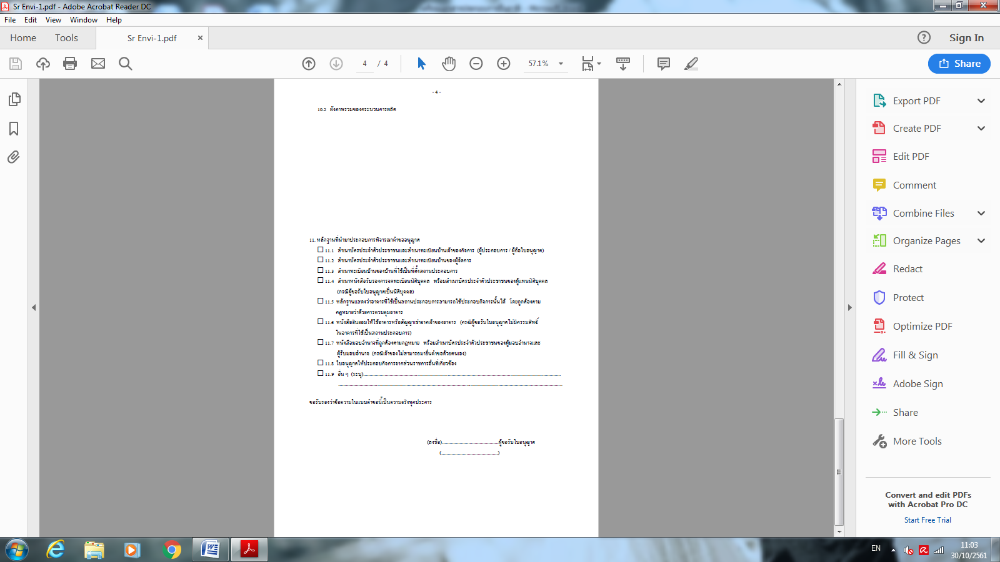 Sr Envi-1.pdf - Adobe Acrobat Reader DC
File Edit View Window Help
Home Tools Sr Envi-1.pdf × ? Sign In
4 / 4 57.1% Share
- 4 -
10.2 ผังภาพรวมของกระบวนการผลิต
11. หลักฐานที่นำมาประกอบการพิจารณาคำขออนุญาต
11.1 สำเนาบัตรประจำตัวประชาชนและสำเนาทะเบียนบ้านเจ้าของกิจการ (ผู้ประกอบการ / ผู้ถือใบอนุญาต)
11.2 สำเนาบัตรประจำตัวประชาชนและสำเนาทะเบียนบ้านของผู้จัดการ
11.3 สำเนาทะเบียนบ้านของบ้านที่ใช้เป็นที่ตั้งสถานประกอบการ
11.4 สำเนาหนังสือรับรองการจดทะเบียนนิติบุคคล พร้อมสำเนาบัตรประจำตัวประชาชนของผู้แทนนิติบุคคล
(กรณีผู้ขอรับใบอนุญาตเป็นนิติบุคคล)
11.5 หลักฐานแสดงว่าอาคารที่ใช้เป็นสถานประกอบการสามารถใช้ประกอบกิจการนั้นได้ โดยถูกต้องตาม
กฎหมายว่าด้วยการควบคุมอาคาร
11.6 หนังสือยินยอมให้ใช้อาคารหรือสัญญาเช่าจากเจ้าของอาคาร (กรณีผู้ขอรับใบอนุญาตไม่มีกรรมสิทธิ์
ในอาคารที่ใช้เป็นสถานประกอบการ)
11.7 หนังสือมอบอำนาจที่ถูกต้องตามกฎหมาย พร้อมสำเนาบัตรประจำตัวประชาชนของผู้มอบอำนาจและ
ผู้รับมอบอำนาจ (กรณีเจ้าของไม่สามารถมายื่นคำขอด้วยตนเอง)
11.8 ใบอนุญาตให้ประกอบกิจการจากส่วนราชการอื่นที่เกี่ยวข้อง
11.9 อื่น ๆ (ระบุ)..........................................................................................
..........................................................................................
ขอรับรองว่าข้อความในแบบคำขอนี้เป็นความจริงทุกประการ
(ลงชื่อ)..........................................ผู้ขอรับใบอนุญาต
(..........................................)
Export PDF
Create PDF
Edit PDF
Comment
Combine Files
Organize Pages
Redact
Protect
Optimize PDF
Fill & Sign
Adobe Sign
Share
More Tools
Convert and edit PDFs
with Acrobat Pro DC
Start Free Trial
EN
11:03
30/10/2561